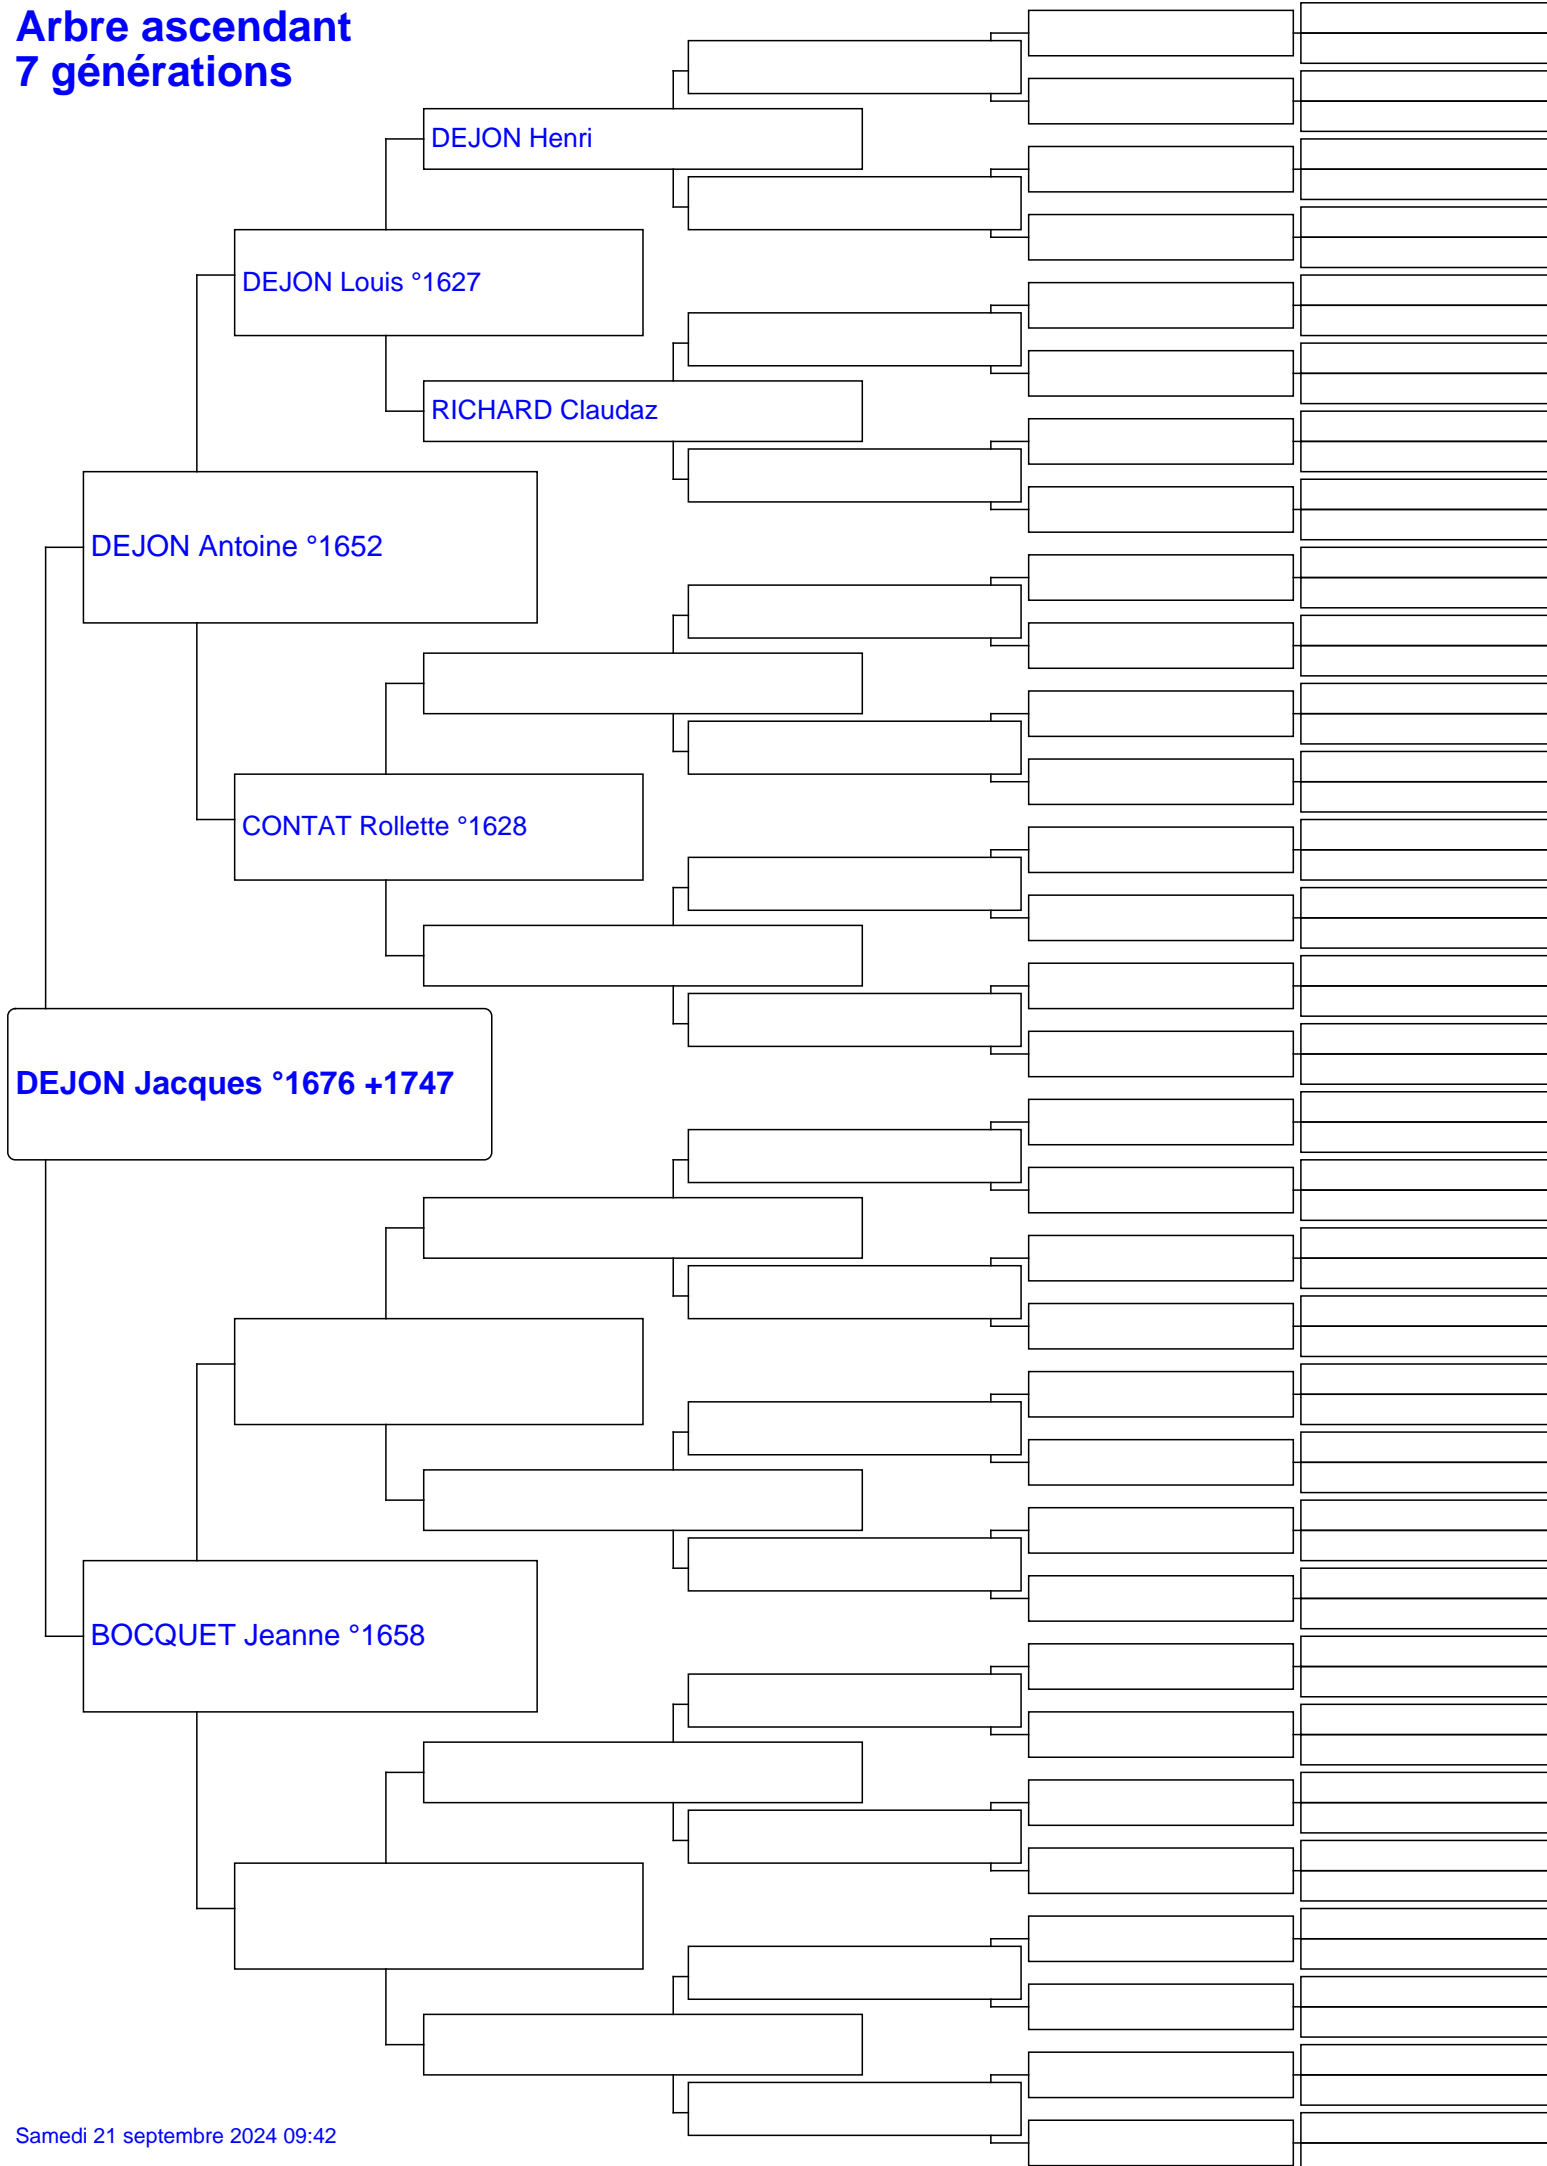 Arbre ascendant
7 générations
DEJON Henri
DEJON Louis °1627
RICHARD Claudaz
DEJON Antoine °1652
CONTAT Rollette °1628
DEJON Jacques °1676 +1747
BOCQUET Jeanne °1658
Samedi 21 septembre 2024 09:42